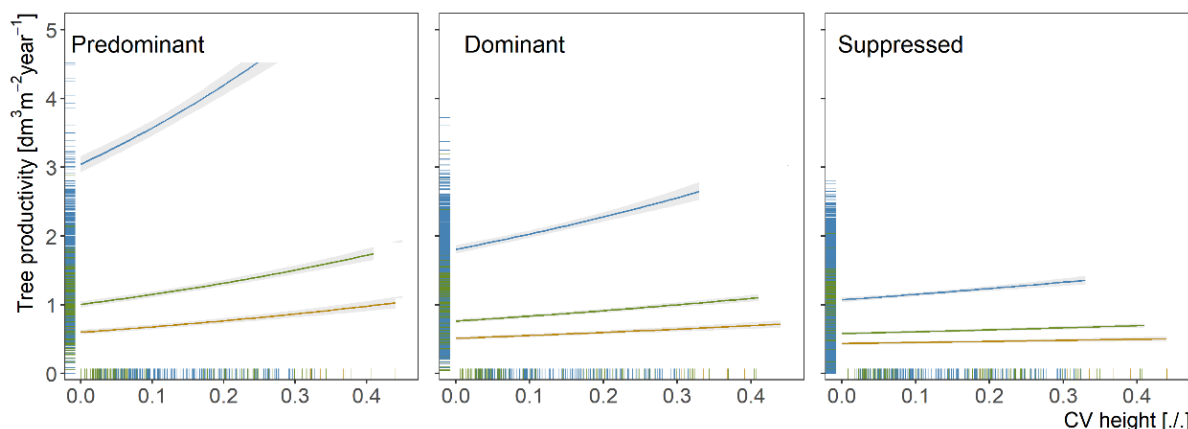 Predominant
Dominant
Suppressed
Tree productivity [dm³m⁻²year⁻¹]
5
4
3
2
1
0
0.0 0.1 0.2 0.3 0.4
0.0 0.1 0.2 0.3 0.4
0.0 0.1 0.2 0.3 0.4
CV height [./.]